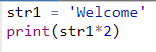 str1 = 'Welcome'
print(str1*2)